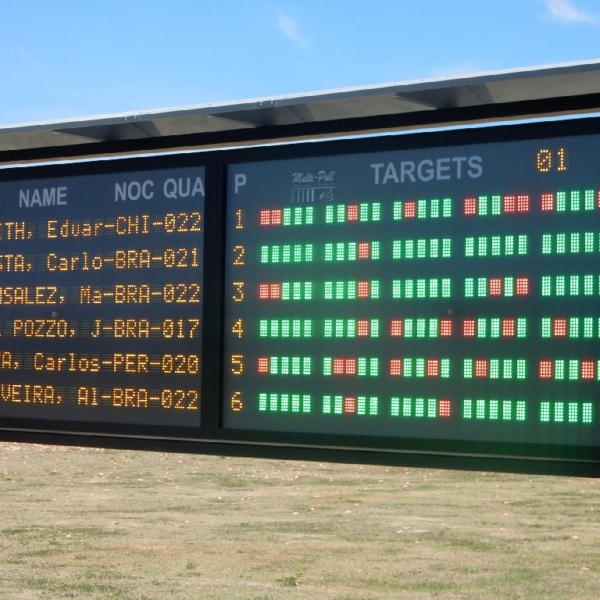 NAME NOC QUA P Multi-Pull TARGETS 01
ITH, Eduar-CHI-022 1
STA, Carlo-BRA-021 2
NSALEZ, Ma-BRA-022 3
POZZO, J-BRA-017 4
A, Carlos-PER-020 5
VEIRA, Al-BRA-022 6